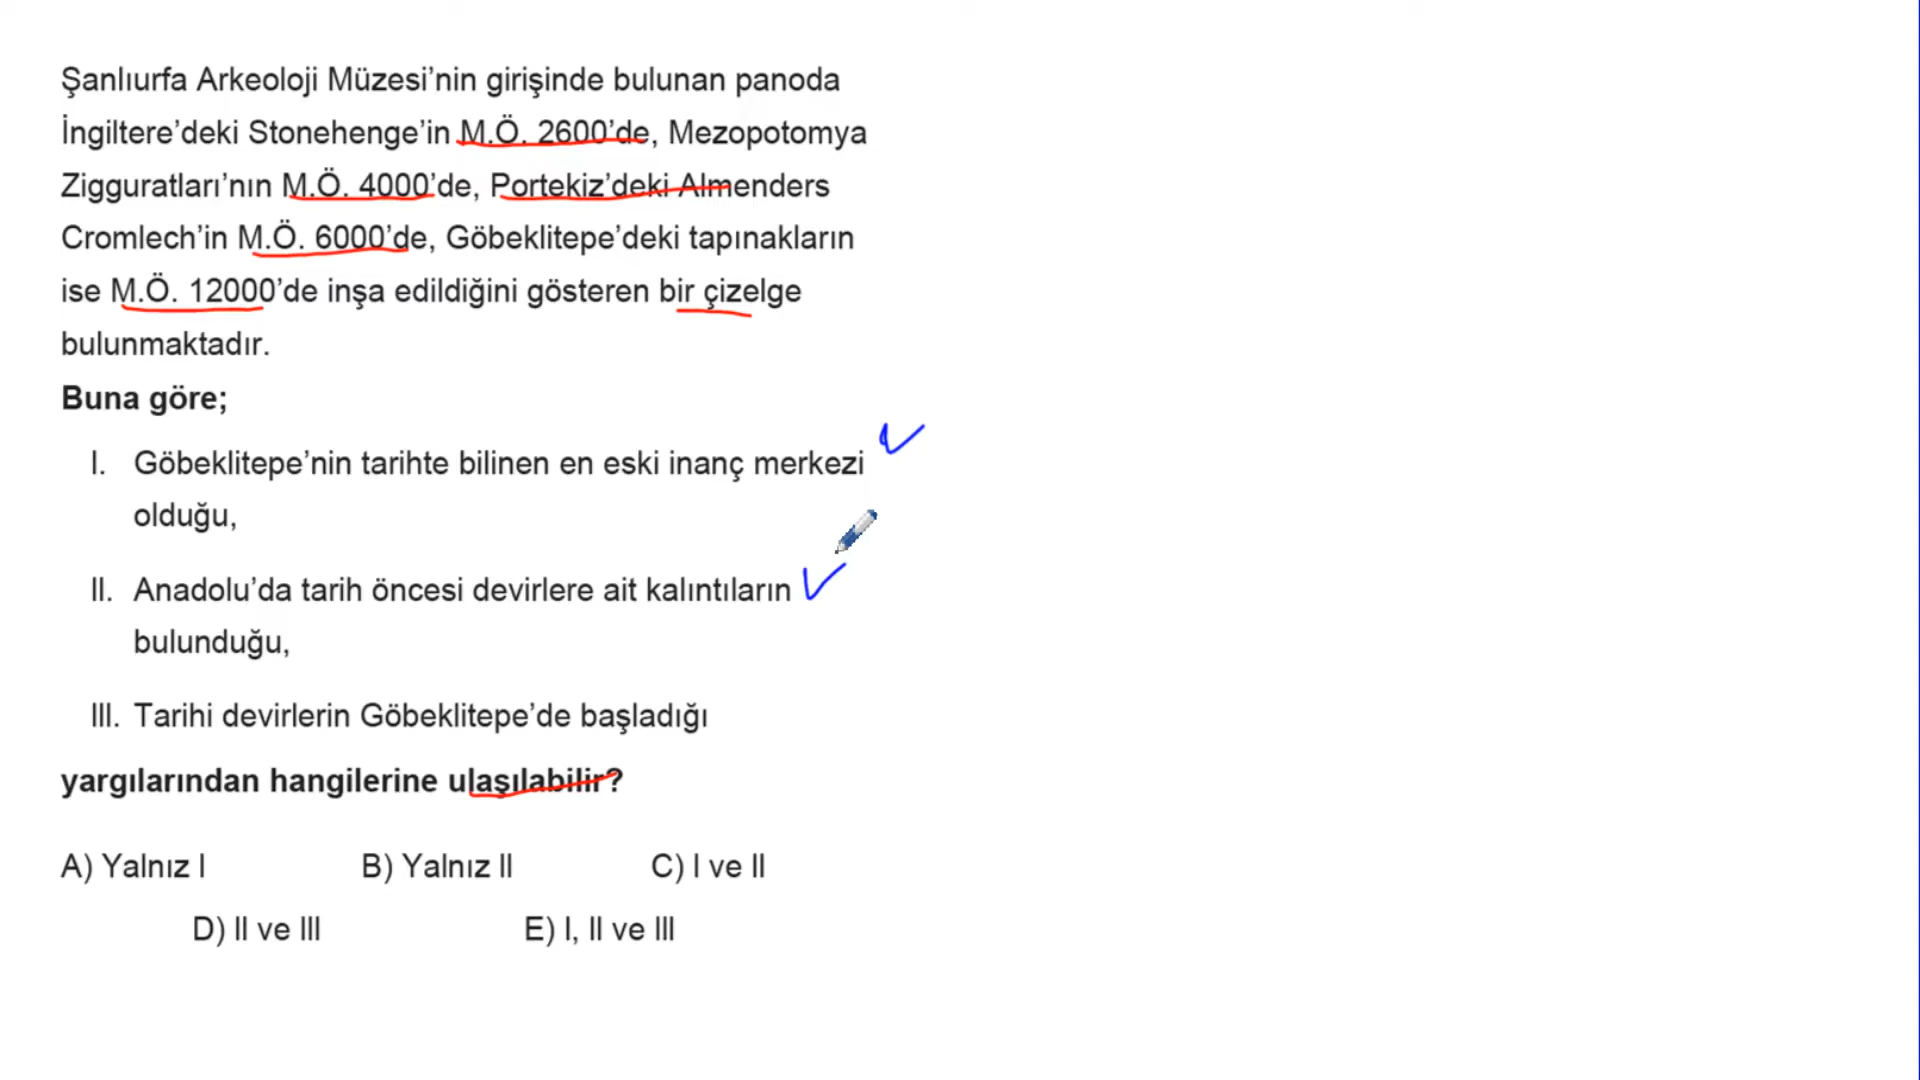 Şanlıurfa Arkeoloji Müzesi’nin girişinde bulunan panoda
İngiltere’deki Stonehenge’in M.Ö. 2600’de, Mezopotomya
Zigguratları’nın M.Ö. 4000’de, Portekiz’deki Almenders
Cromlech’in M.Ö. 6000’de, Göbeklitepe’deki tapınakların
ise M.Ö. 12000’de inşa edildiğini gösteren bir çizelge
bulunmaktadır.
Buna göre;
I. Göbeklitepe’nin tarihte bilinen en eski inanç merkezi
olduğu,
II. Anadolu’da tarih öncesi devirlere ait kalıntıların
bulunduğu,
III. Tarihi devirlerin Göbeklitepe’de başladığı
yargılarından hangilerine ulaşılabilir?
A) Yalnız I B) Yalnız II C) I ve II
D) II ve III E) I, II ve III